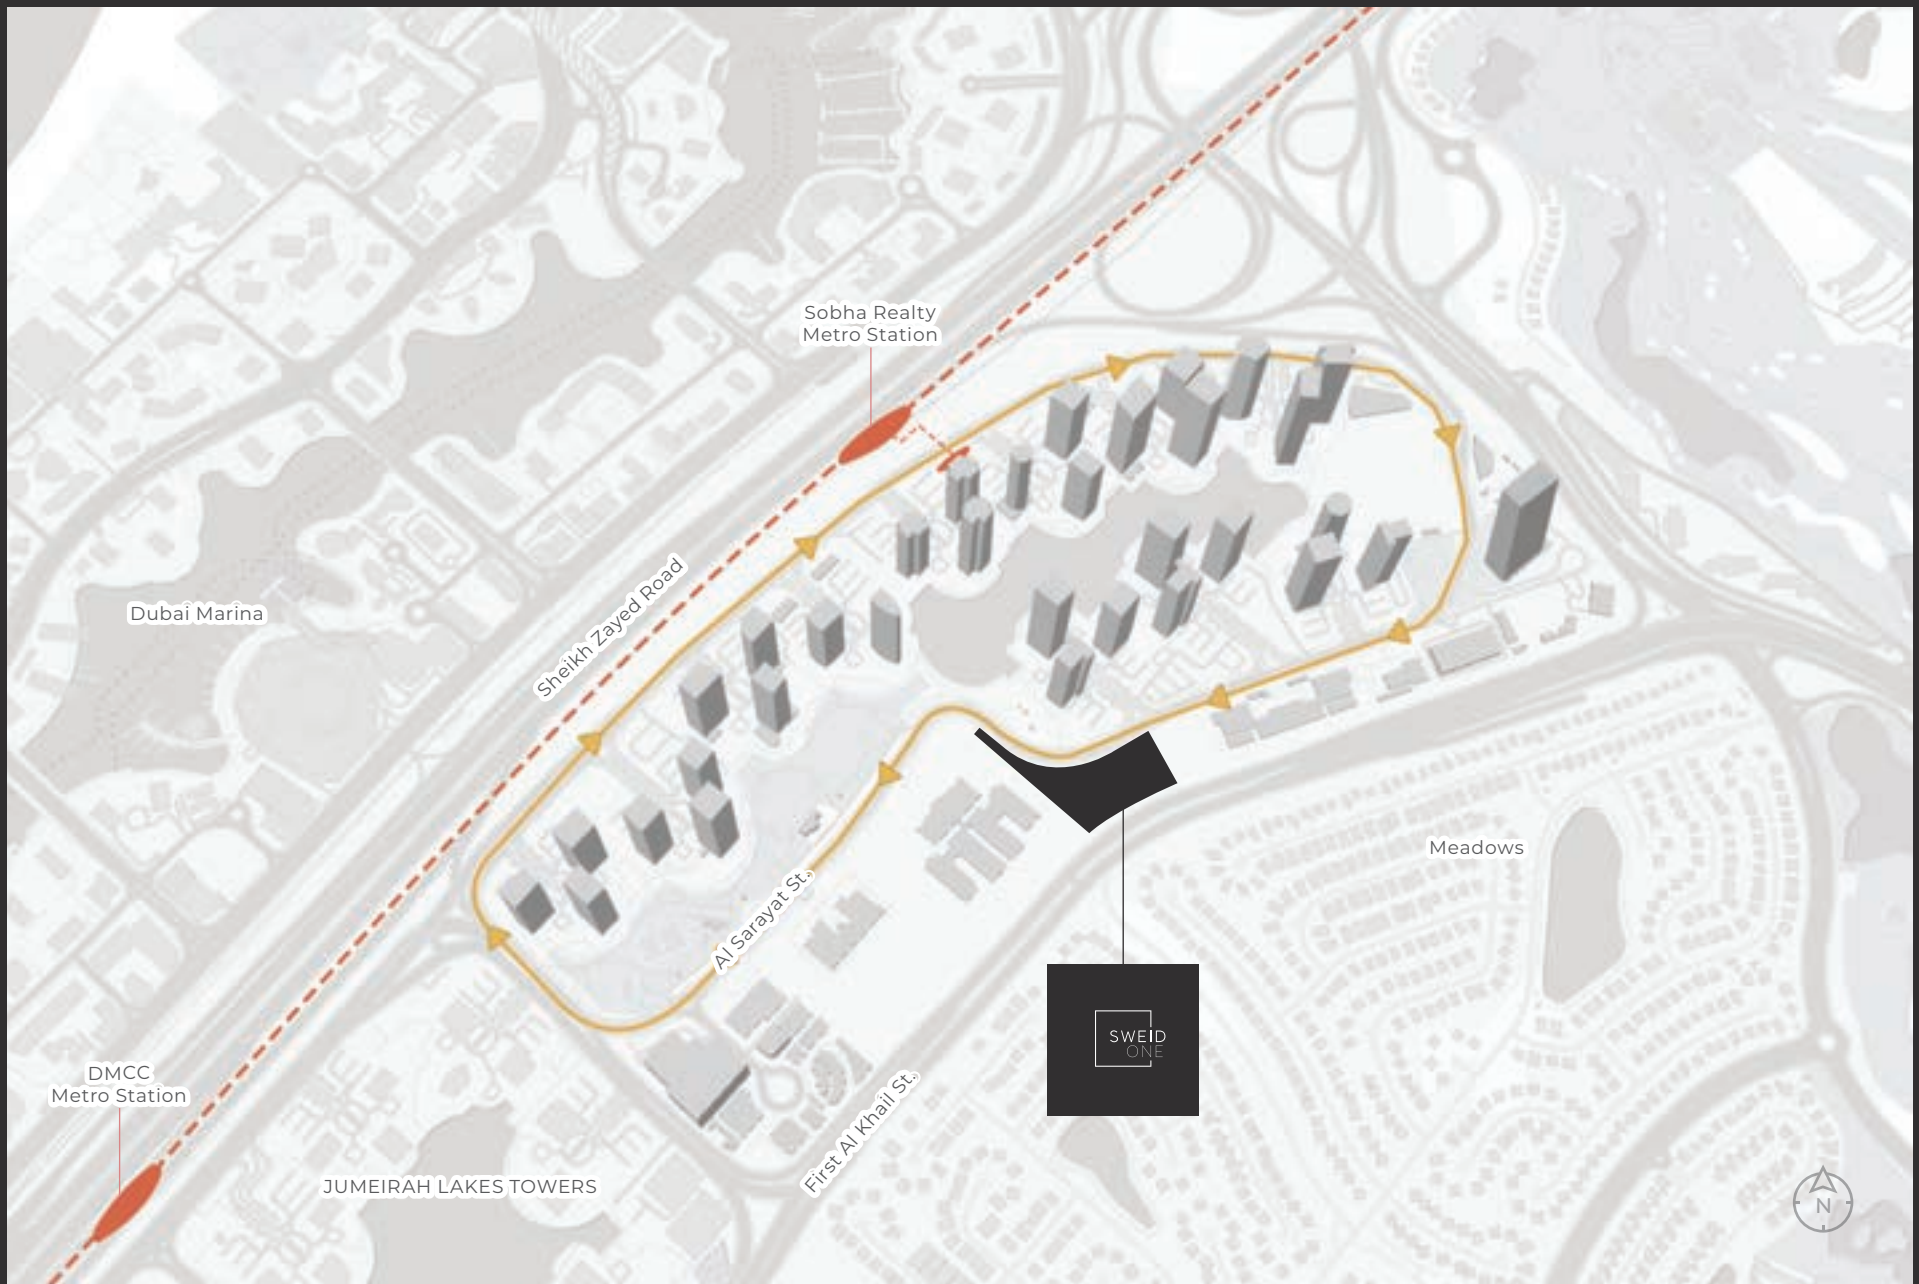 Sobha Realty
Metro Station
Sheikh Zayed Road
Dubai Marina
Meadows
Al Sarayat St.
SWEID
ONE
DMCC
Metro Station
First Al Khail St.
JUMEIRAH LAKES TOWERS
N